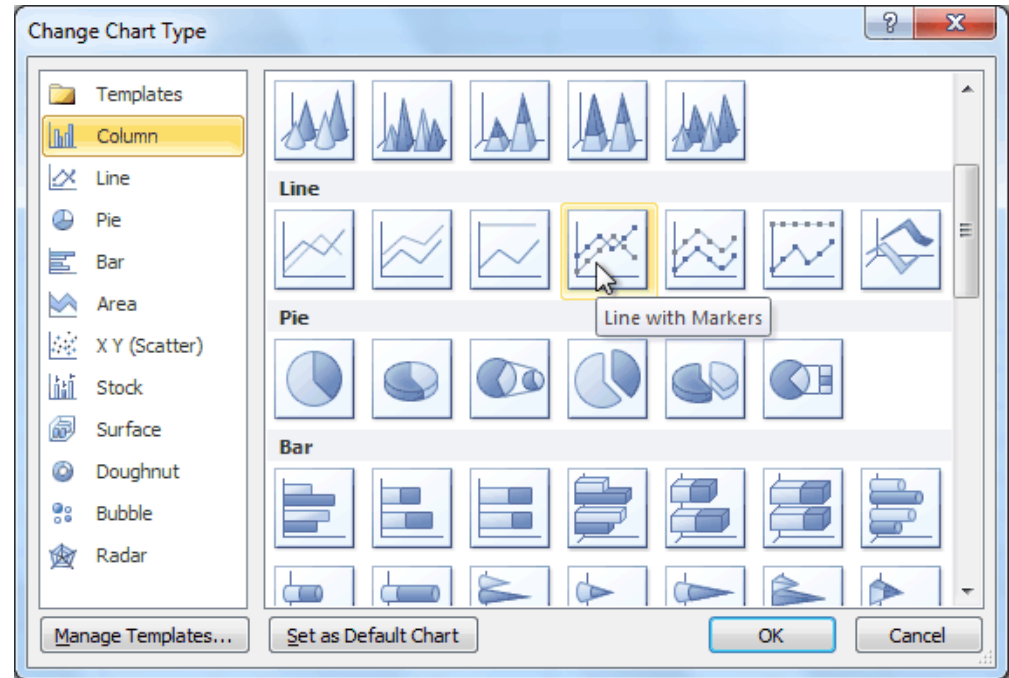 Change Chart Type
?
X
Templates
Column
Line
Pie
Bar
Area
X Y (Scatter)
Stock
Surface
Doughnut
Bubble
Radar
Line
Line with Markers
Pie
Bar
Manage Templates...
Set as Default Chart
OK
Cancel